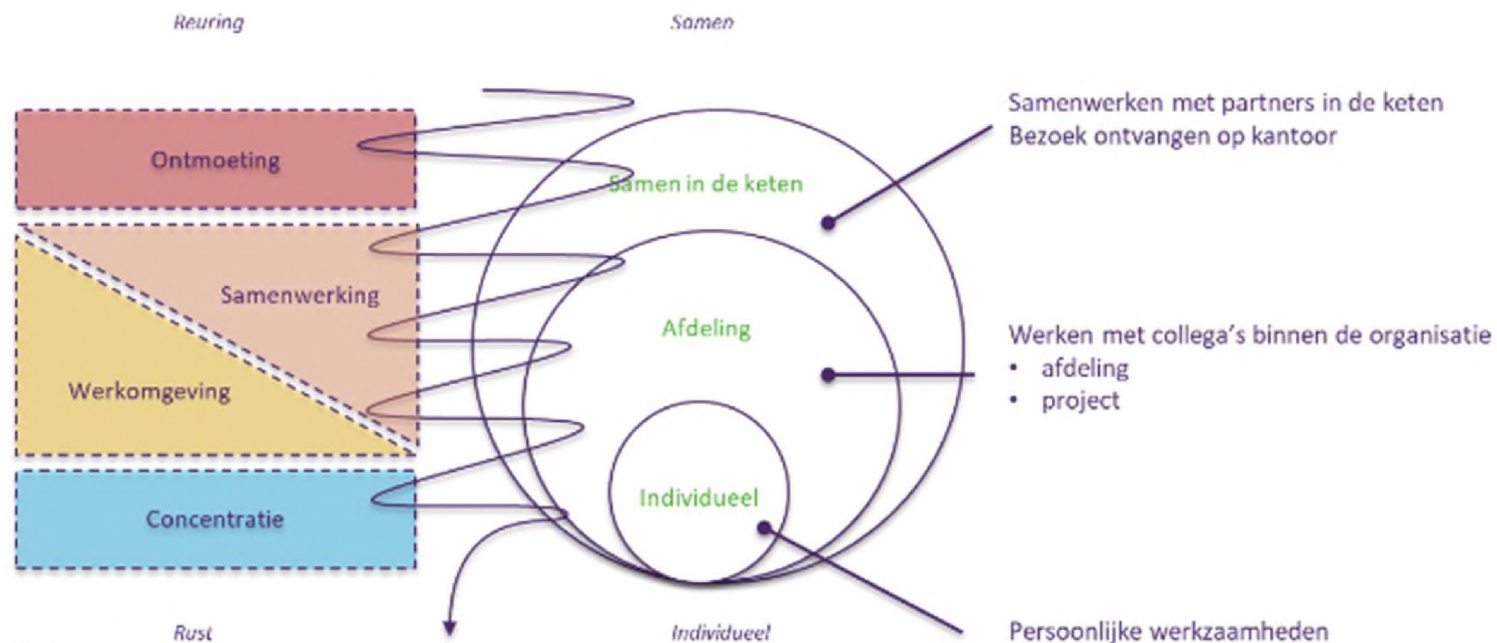 Reuring
Samen
Ontmoeting
Samenwerking
Werkomgeving
Concentratie
Samen in de keten
Afdeling
Individueel
Samenwerken met partners in de keten
Bezoek ontvangen op kantoor
Werken met collega's binnen de organisatie
• afdeling
• project
Persoonlijke werkzaamheden
Rust
Individueel